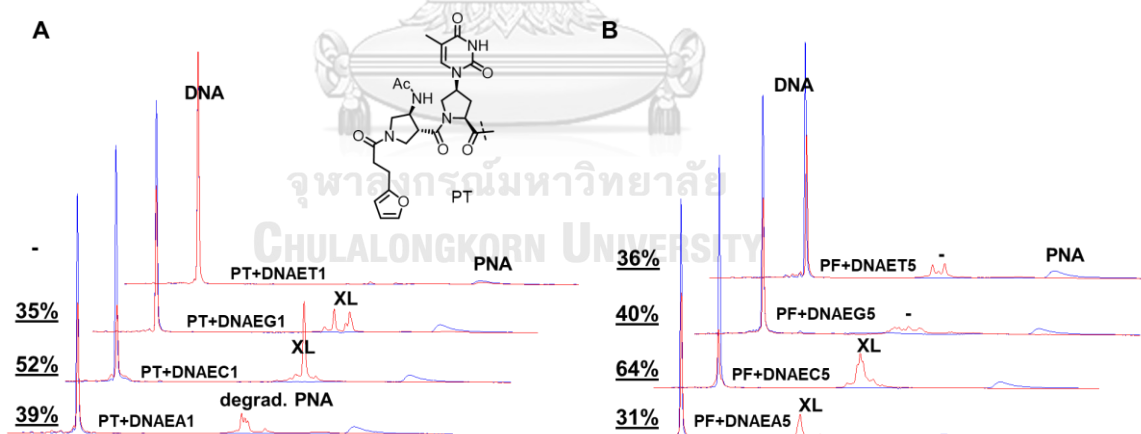 A
B
DNA
DNA
Ac
NH
N
O
N
O
O
O
NH
N
O
O
PT
จุฬาลงกรณ์มหาวิทยาลัย
CHULALONGKORN UNIVERSITY
-
PT+DNAET1
PNA
35%
PT+DNAEG1
XL
52%
PT+DNAEC1
XL
39%
PT+DNAEA1
degrad. PNA
36%
PF+DNAET5
-
PNA
40%
PF+DNAEG5
-
64%
PF+DNAEC5
XL
31%
PF+DNAEA5
XL